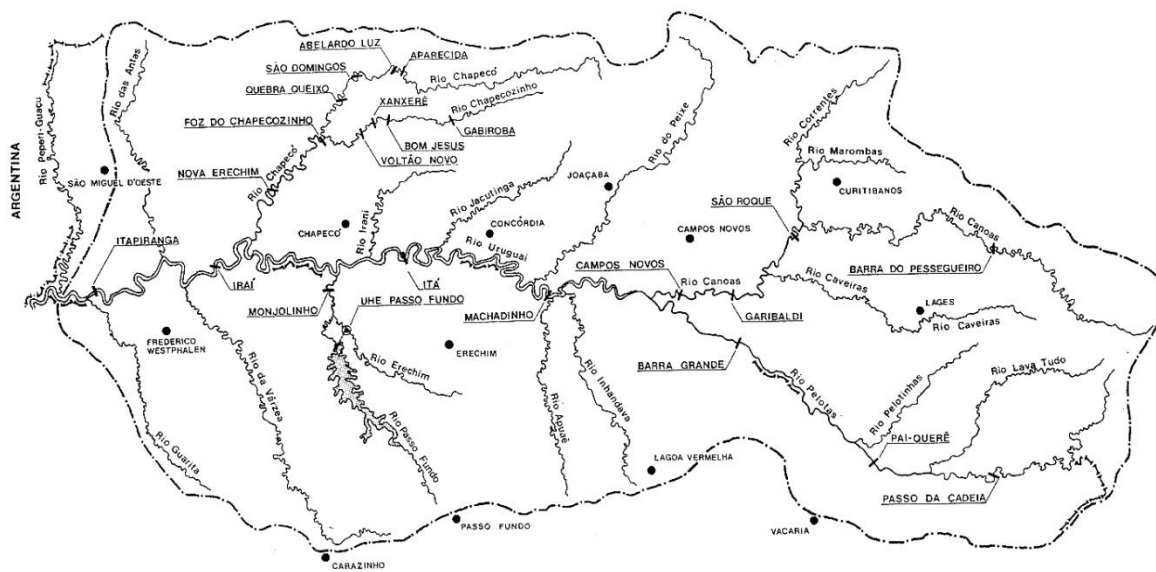 ARGENTINA
Rio Peperi-Guaçu
Rio das Antas
ABELARDO LUZ
APARECIDA
SÃO DOMINGOS
Rio Chapecó
QUEBRA QUEIXO
XANXERÊ
Rio Chapecozinho
FOZ DO CHAPECOZINHO
GABIROBA
BOM JESUS
VOLTÃO NOVO
Rio do Peixe
Rio Correntes
Rio Marombas
SÃO MIGUEL D'OESTE
NOVA ERECHIM
Rio Chapecó
JOAÇABA
CURITIBANOS
Rio Irani
Rio Jacutinga
SÃO ROQUE
Rio Canoas
CHAPECÓ
CONCÓRDIA
CAMPOS NOVOS
ITAPIRANGA
Rio Uruguai
BARRA DO PESSEGUEIRO
IRAÍ
ITÁ
CAMPOS NOVOS
Rio Canoas
Rio Caveiras
MONJOLINHO
UHE PASSO FUNDO
MACHADINHO
GARIBALDI
LAGES
Rio Caveiras
FREDERICO
WESTPHALEN
ERECHIM
Rio Erechim
BARRA GRANDE
Rio da Várzea
Rio Inhandava
Rio Pelotas
Rio Pelotinhas
Rio Lava Tudo
Rio Guarita
Rio Passo Fundo
Rio Apuaê
PAI-QUERÊ
LAGOA VERMELHA
PASSO DA CADEIA
PASSO FUNDO
VACARIA
CARAZINHO